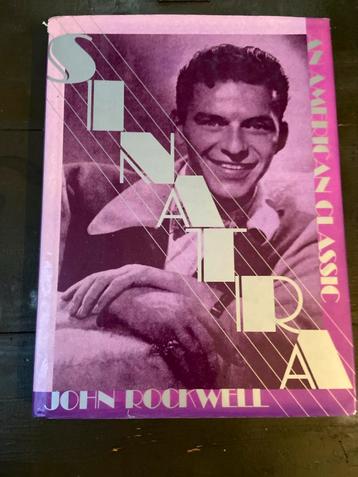 SINATRA
AN AMERICAN CLASSIC
JOHN ROCKWELL